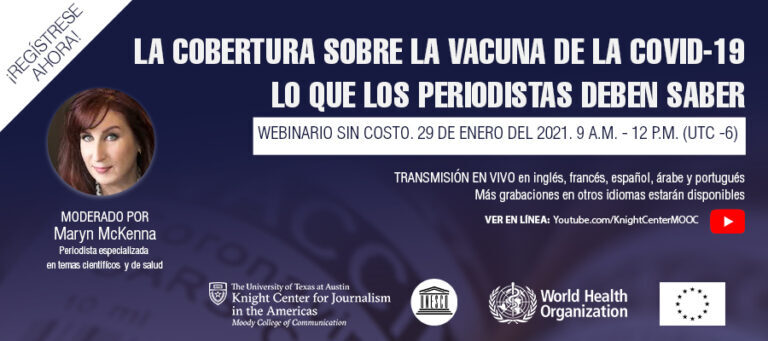 ¡REGÍSTRESE
AHORA!
LA COBERTURA SOBRE LA VACUNA DE LA COVID-19
LO QUE LOS PERIODISTAS DEBEN SABER
WEBINARIO SIN COSTO. 29 DE ENERO DEL 2021. 9 A.M. - 12 P.M. (UTC -6)
TRANSMISIÓN EN VIVO en inglés, francés, español, árabe y portugués
Más grabaciones en otros idiomas estarán disponibles
VER EN LÍNEA: Youtube.com/KnightCenterMOOC
MODERADO POR
Maryn McKenna
Periodista especializada
en temas científicos y de salud
The University of Texas at Austin
Knight Center for Journalism
in the Americas
Moody College of Communication
UNESCO
World Health
Organization